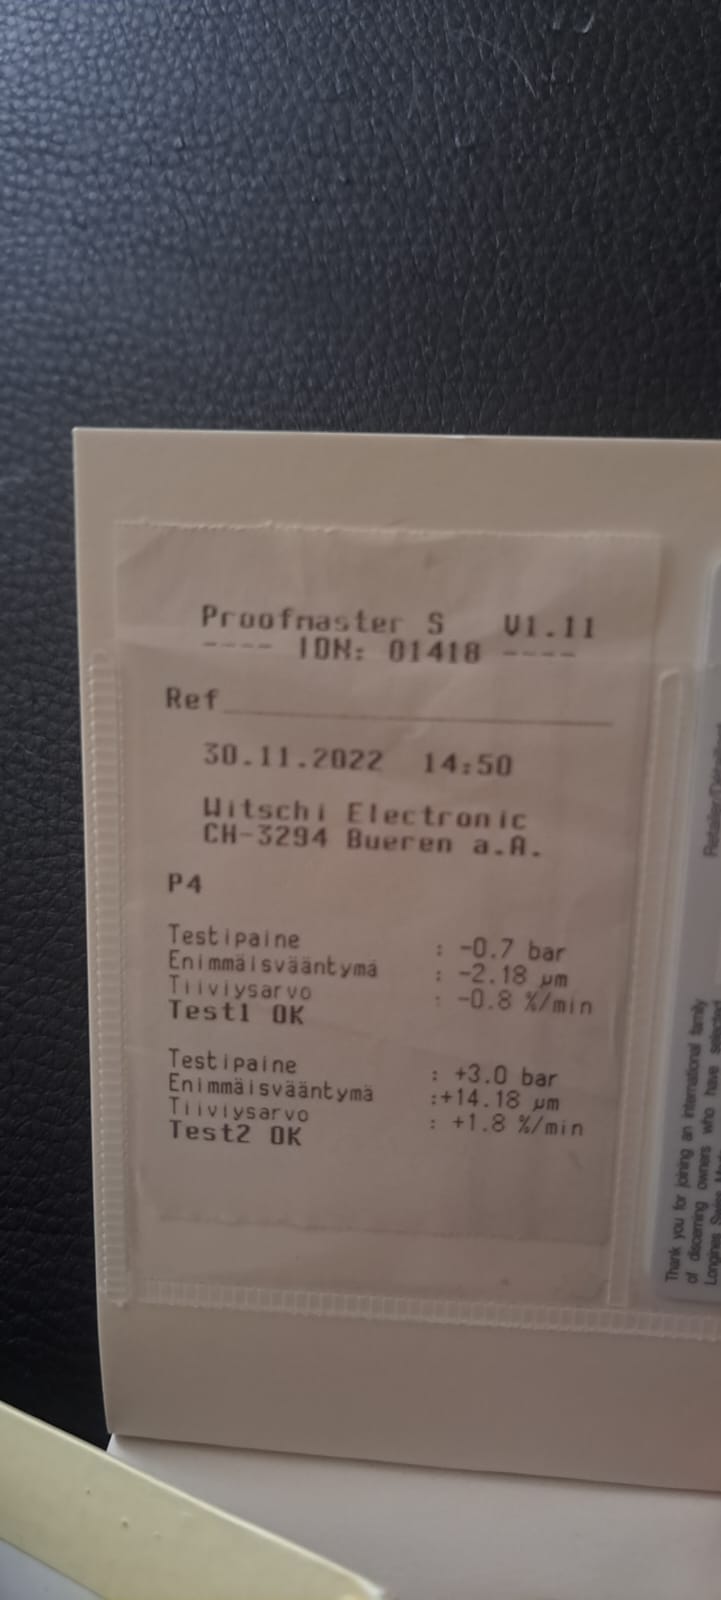 Proofmaster S V1.11
---- IDN: 01418 ----
Ref
30.11.2022 14:50
Witschi Electronic
CH-3294 Bueren a.A.
P4
Testipaine : -0.7 bar
Enimmäisvääntymä : -2.18 µm
Tiiviysarvo : -0.8 %/min
Test1 OK
Testipaine : +3.0 bar
Enimmäisvääntymä :+14.18 µm
Tiiviysarvo : +1.8 %/min
Test2 OK
Thank you for joining an international family
of discerning owners who have selected
Longines